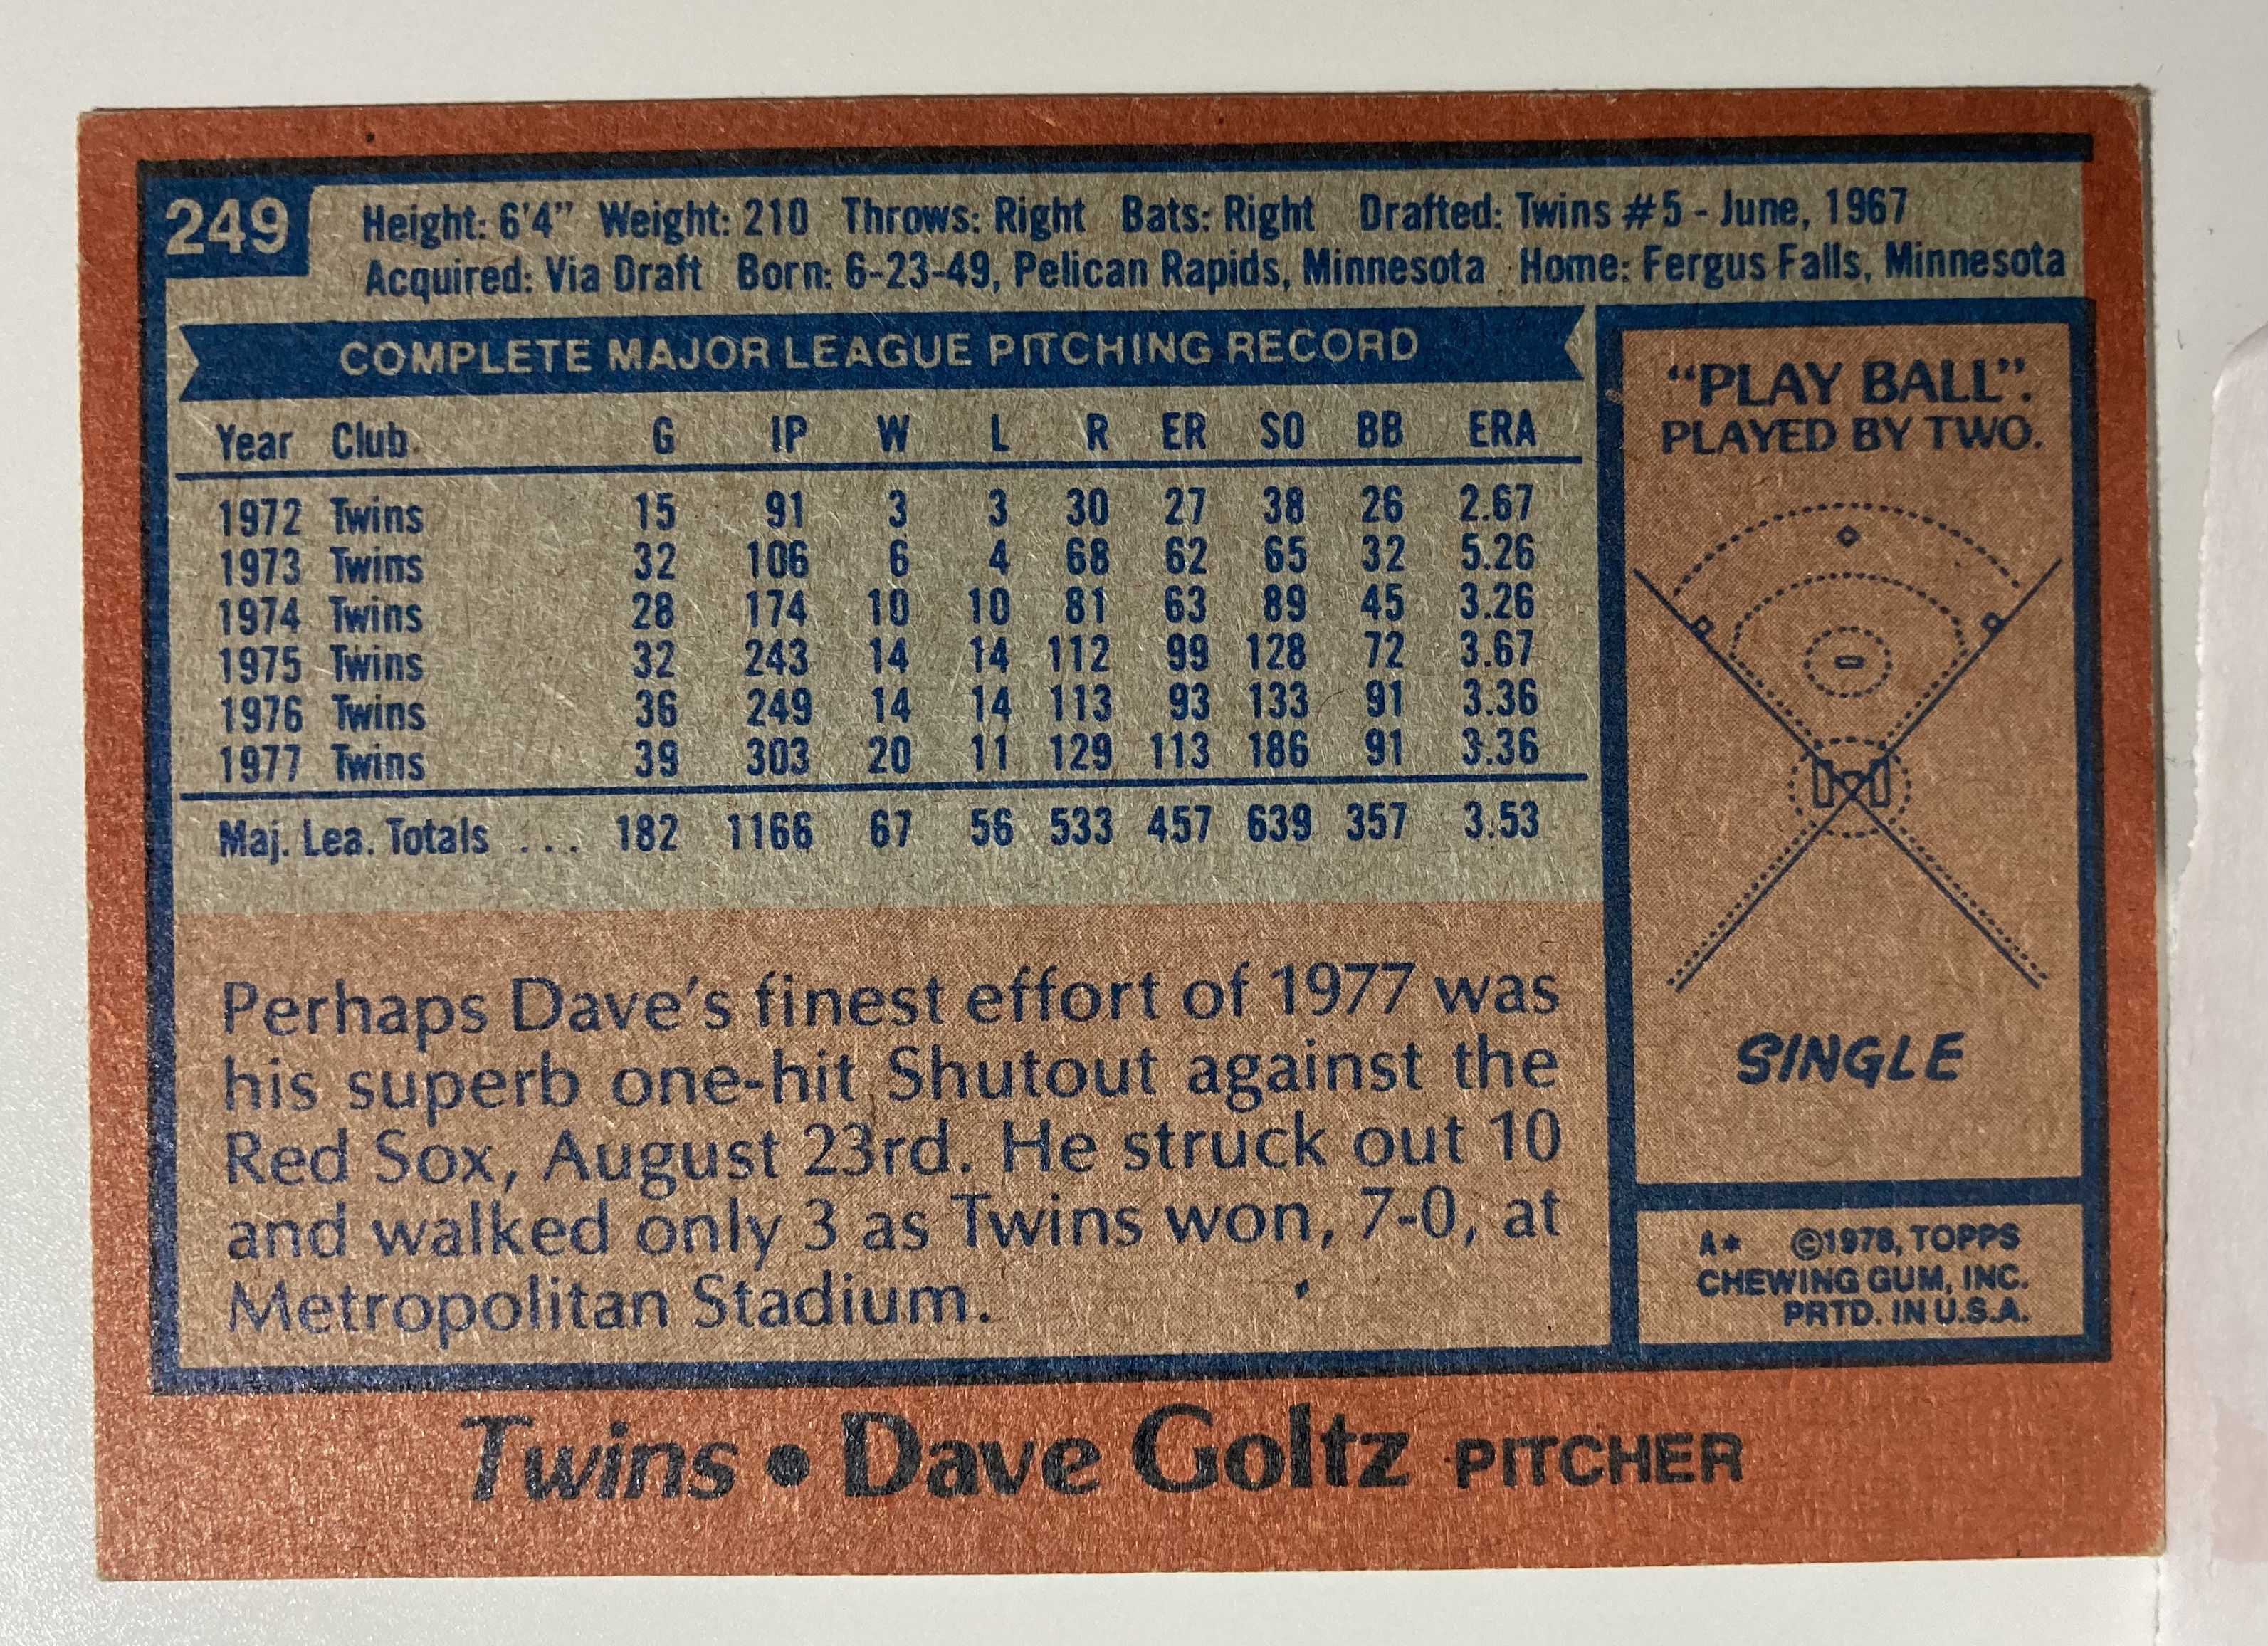 249
Height: 6'4" Weight: 210 Throws: Right Bats: Right Drafted: Twins #5 - June, 1967
Acquired: Via Draft Born: 6-23-49, Pelican Rapids, Minnesota Home: Fergus Falls, Minnesota
COMPLETE MAJOR LEAGUE PITCHING RECORD
Year Club G IP W L R ER SO BB ERA
1972 Twins 15 91 3 3 30 27 38 26 2.67
1973 Twins 32 106 6 4 68 62 65 32 5.26
1974 Twins 28 174 10 10 81 63 89 45 3.26
1975 Twins 32 243 14 14 112 99 128 72 3.67
1976 Twins 36 249 14 14 113 93 133 91 3.36
1977 Twins 39 303 20 11 129 113 186 91 3.36
Maj. Lea. Totals ... 182 1166 67 56 533 457 639 357 3.53
Perhaps Dave's finest effort of 1977 was
his superb one-hit Shutout against the
Red Sox, August 23rd. He struck out 10
and walked only 3 as Twins won, 7-0, at
Metropolitan Stadium.
"PLAY BALL".
PLAYED BY TWO.
SINGLE
A* ©1978, TOPPS
CHEWING GUM, INC.
PRTD. IN U.S.A.
Twins • Dave Goltz PITCHER